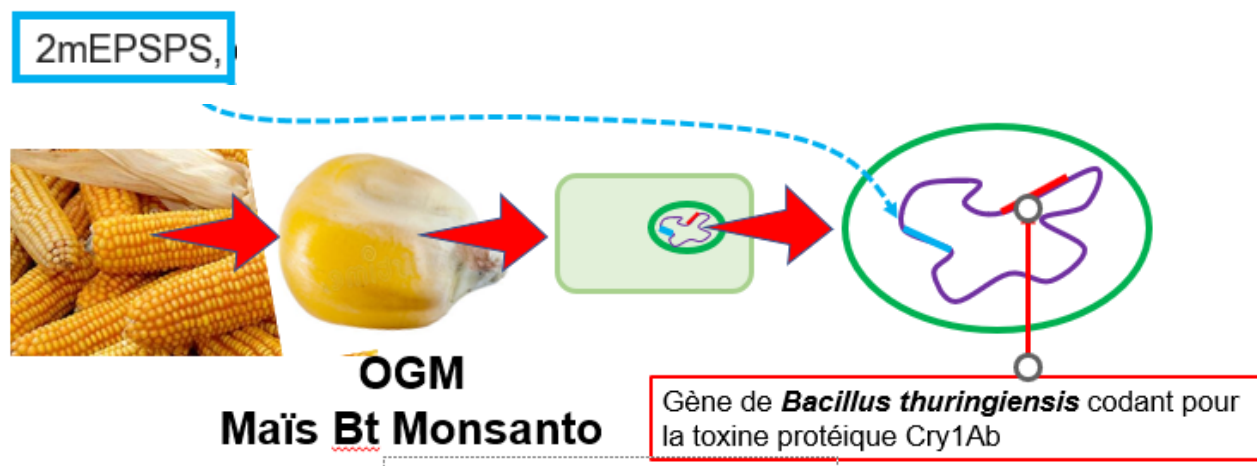 2mEPSPS,
OGM
Maïs Bt Monsanto
Gène de Bacillus thuringiensis codant pour
la toxine protéique Cry1Ab